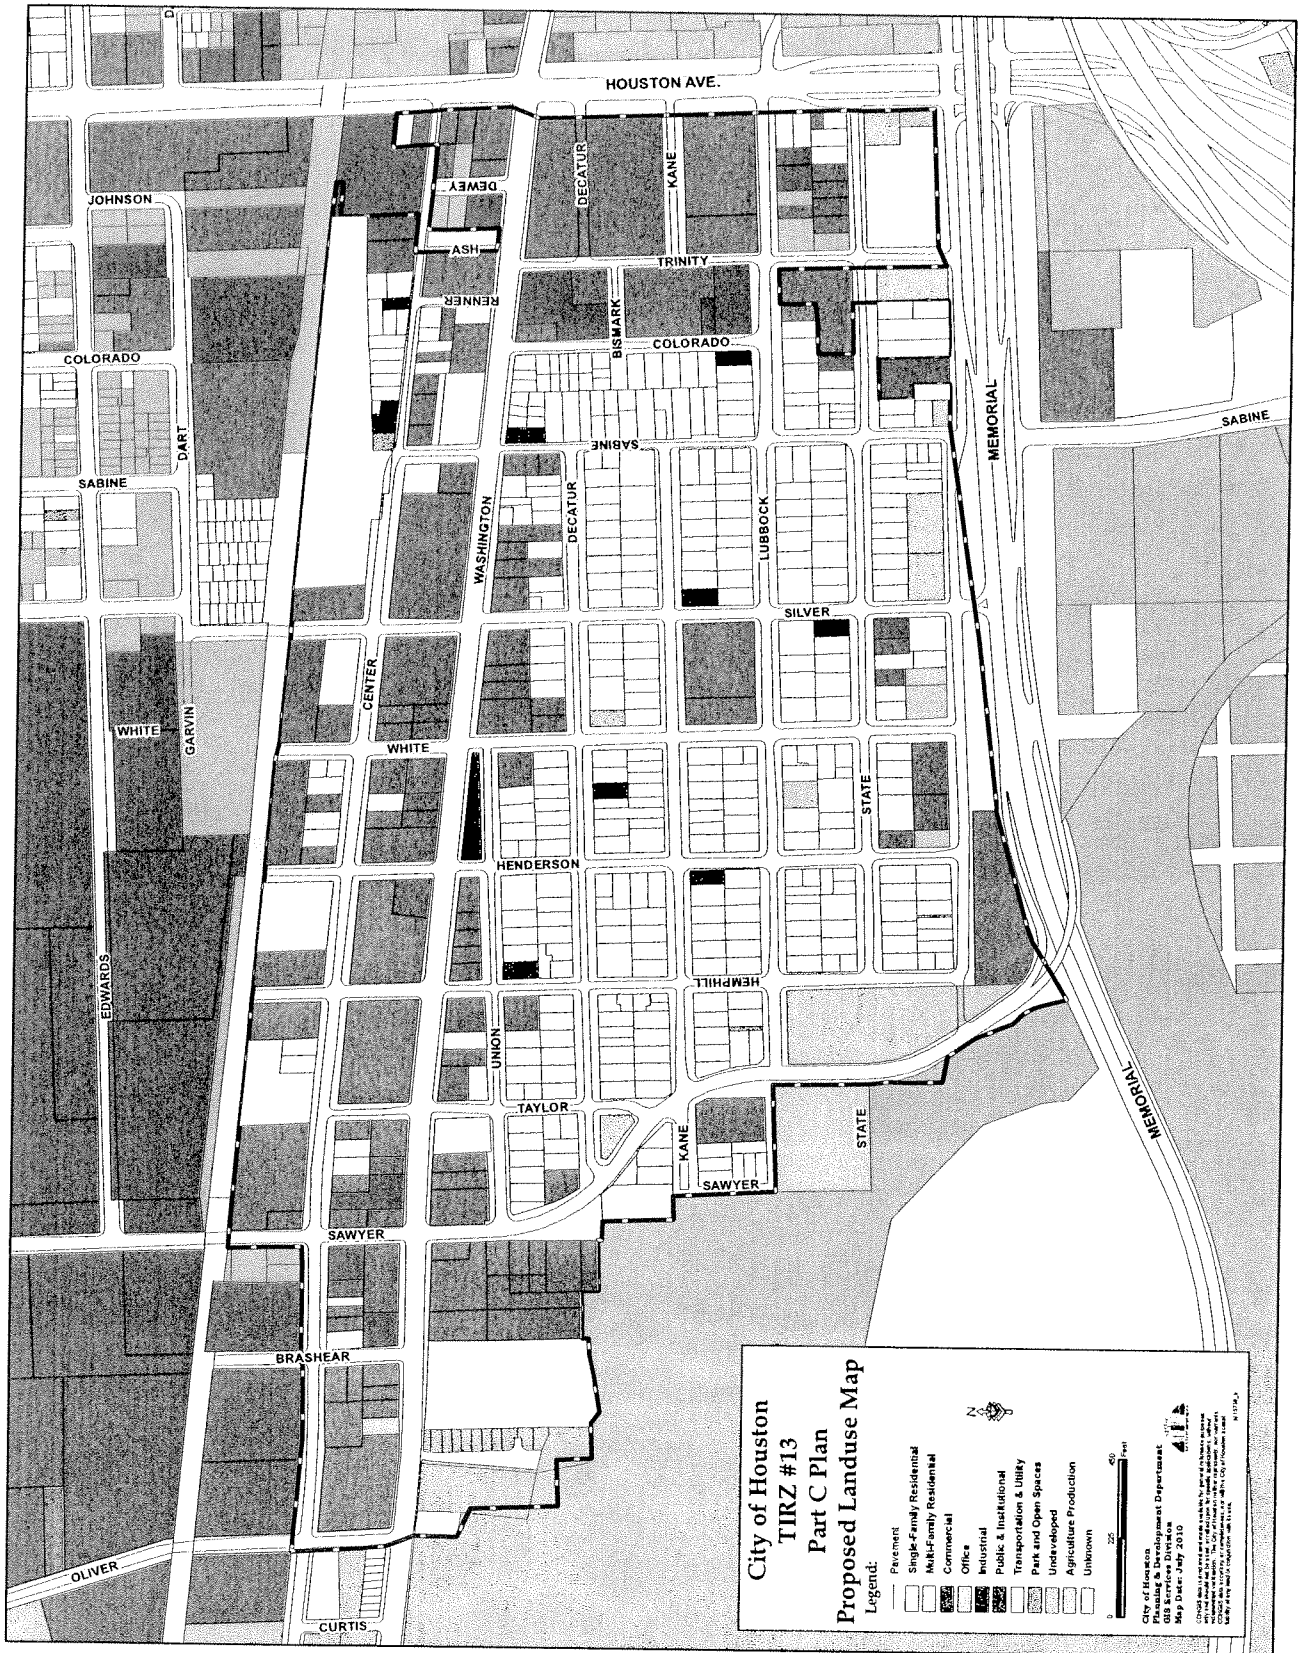 HOUSTON AVE.
JOHNSON
DEWEY
DECATUR
KANE
ASH
TRINITY
RENNER
BISMARK
COLORADO
COLORADO
DART
SABINE
SABINE
SABINE
MEMORIAL
WASHINGTON
DECATUR
LUBBOCK
SILVER
CENTER
WHITE
GARVIN
WHITE
STATE
HENDERSON
EDWARDS
HEMPHILL
UNION
TAYLOR
KANE
STATE
MEMORIAL
SAWYER
SAWYER
BRASHEAR
OLIVER
CURTIS
City of Houston
TIRZ #13
Part C Plan
Proposed Landuse Map
Legend:
Pavement
Single-Family Residential
Multi-Family Residential
Commercial
Office
Industrial
Public & Institutional
Transportation & Utility
Park and Open Spaces
Undeveloped
Agriculture Production
Unknown
N
0 225 450
Feet
City of Houston
Planning & Development Department
GIS Services Division
Map Date: July 2010